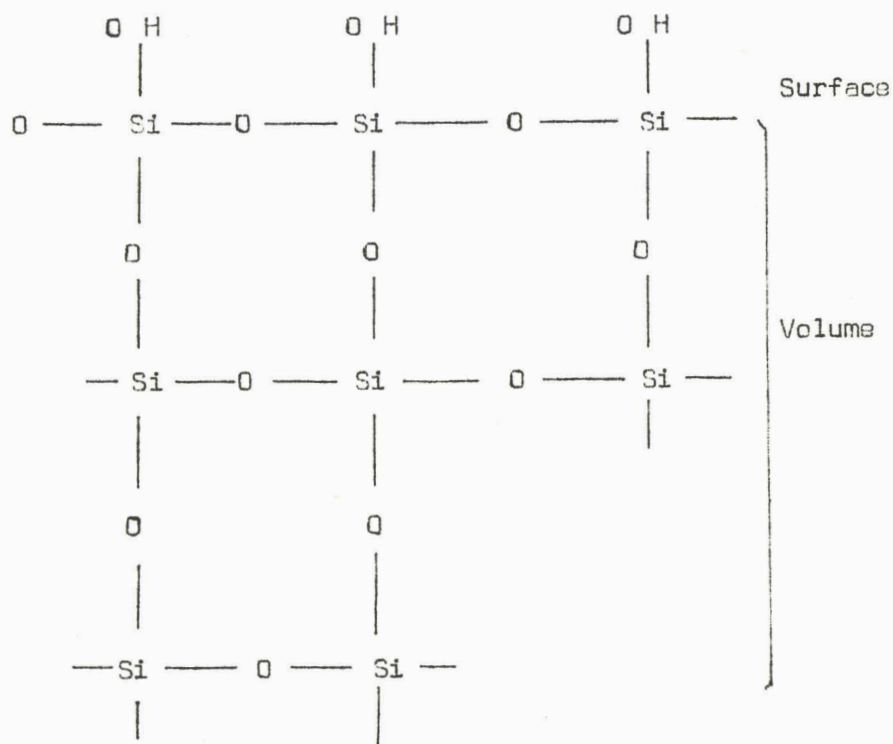 O H O H O H
Surface
O Si O Si O Si
O O O
Volume
Si O Si O Si
O O
Si O Si